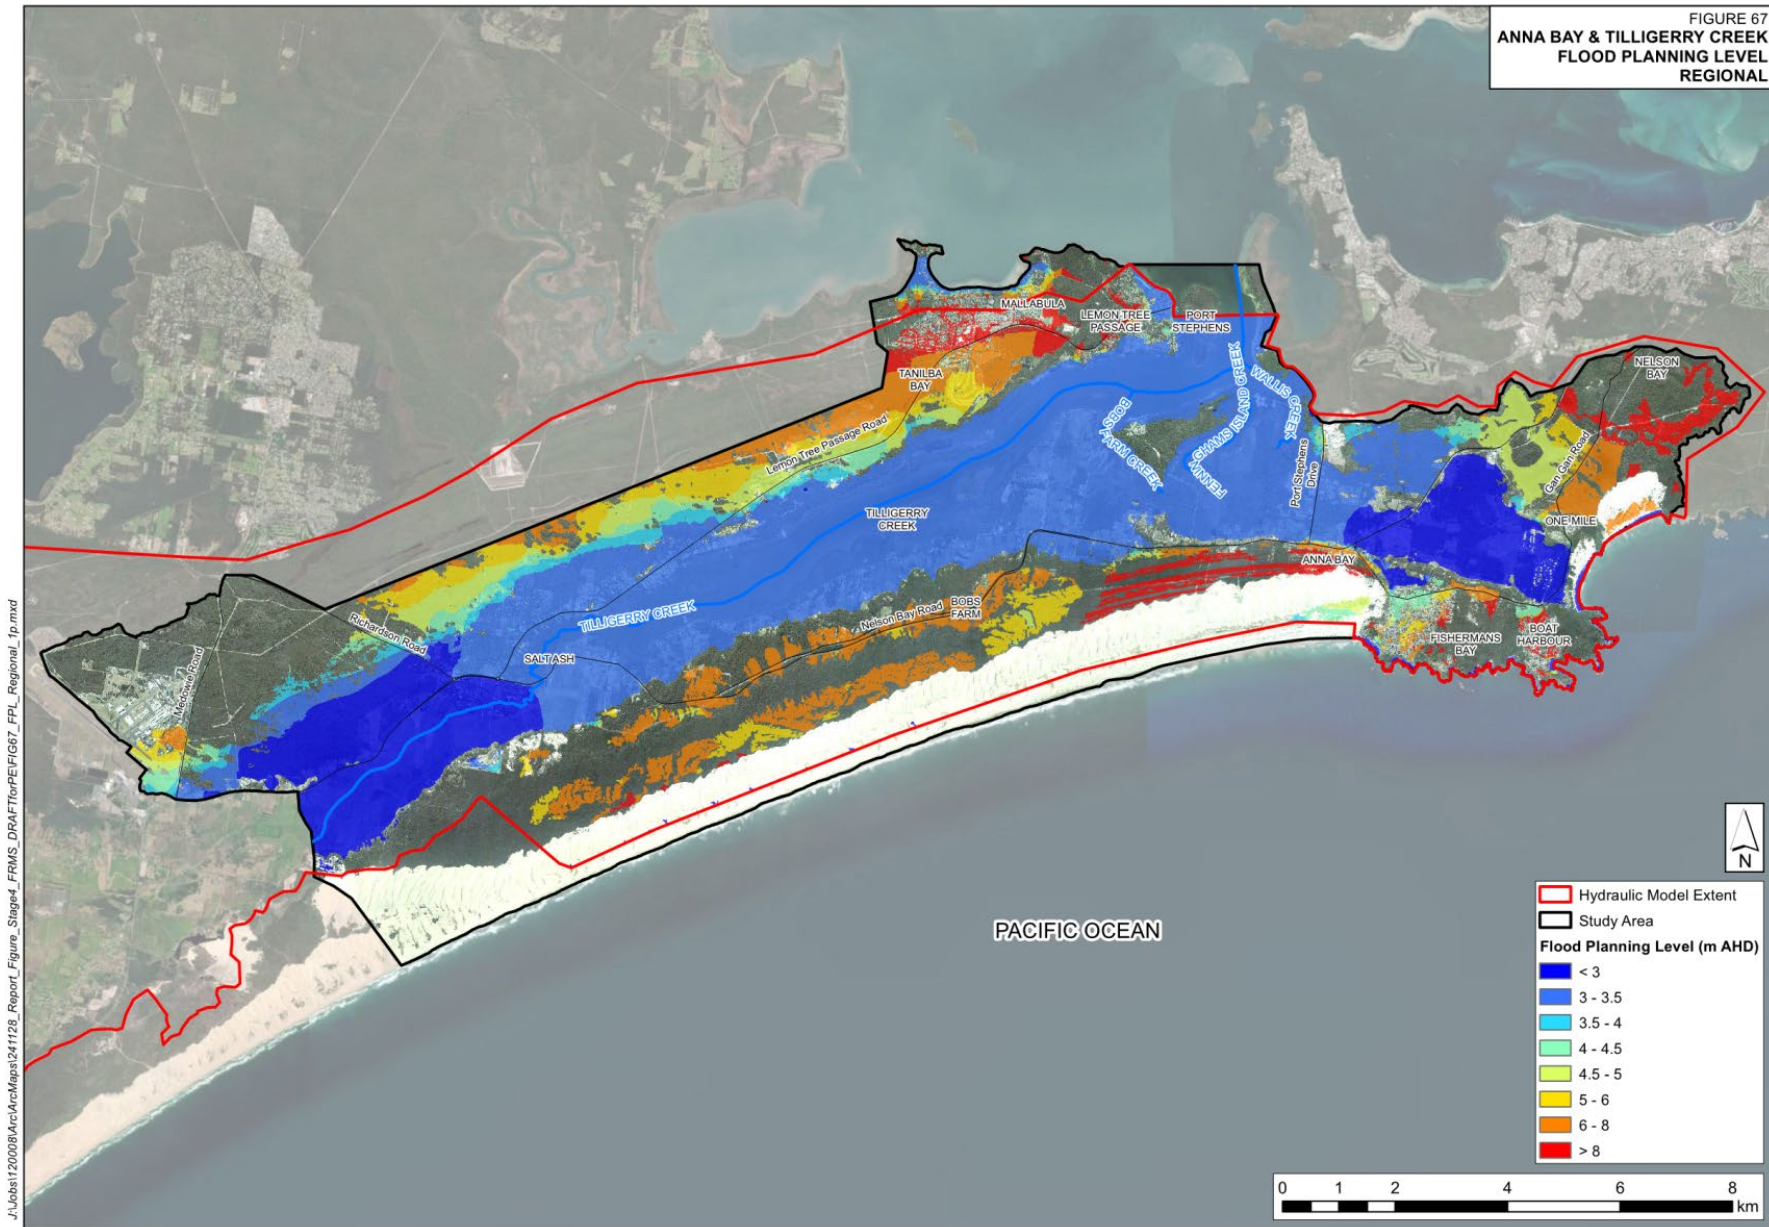 FIGURE 67
ANNA BAY & TILLIGERRY CREEK
FLOOD PLANNING LEVEL
REGIONAL
MALLABULA
LEMON TREE
PASSAGE
PORT
STEPHENS
TANILBA
BAY
NELSON
BAY
WALLIS CREEK
FENNINGHAMS ISLAND CREEK
BOBS
FARM CREEK
Lemon Tree Passage Road
Port Stephens
Drive
Gan Gan Road
TILLIGERRY
CREEK
ONE MILE
ANNA BAY
BOBS
FARM
Nelson Bay Road
TILLIGERRY CREEK
Richardson Road
SALT ASH
Medowie Road
FISHERMANS
BAY
BOAT
HARBOUR
PACIFIC OCEAN
N
Hydraulic Model Extent
Study Area
Flood Planning Level (m AHD)
< 3
3 - 3.5
3.5 - 4
4 - 4.5
4.5 - 5
5 - 6
6 - 8
> 8
0 1 2 4 6 8
km
J:\Jobs\120008\Arc\ArcMaps\241128_Report_Figure_Stage4_FRMS_DRAFTforPE\FIG67_FPL_Regional_1p.mxd